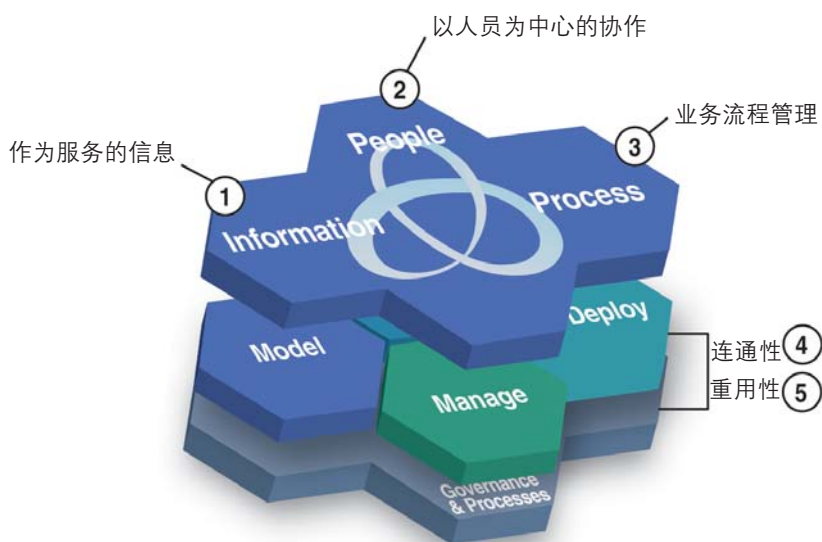 以人员为中心的协作
2
业务流程管理
3
作为服务的信息
1
People
Process
Information
Deploy
Model
连通性 4
重用性 5
Manage
Governance
& Processes